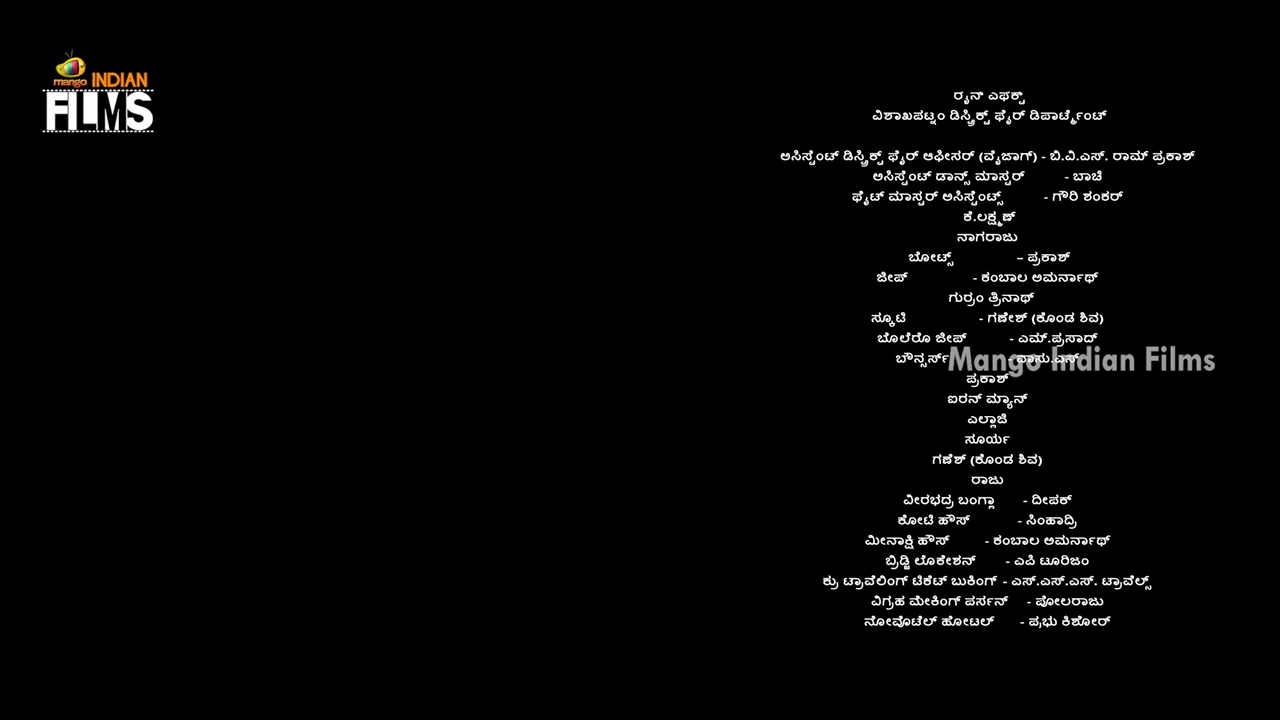 mango INDIAN
FILMS
ರೈನ್ ಎಫೆಕ್ಟ್
ವಿಶಾಖಪಟ್ನಂ ಡಿಸ್ಟ್ರಿಕ್ಟ್ ಫೈರ್ ಡಿಪಾರ್ಟ್ಮೆಂಟ್
ಅಸಿಸ್ಟೆಂಟ್ ಡಿಸ್ಟ್ರಿಕ್ಟ್ ಫೈರ್ ಆಫೀಸರ್ (ವೈಜಾಗ್) - ಬಿ.ವಿ.ಎಸ್. ರಾಮ್ ಪ್ರಕಾಶ್
ಅಸಿಸ್ಟೆಂಟ್ ಡಾನ್ಸ್ ಮಾಸ್ಟರ್ - ಬಾಚಿ
ಫೈಟ್ ಮಾಸ್ಟರ್ ಅಸಿಸ್ಟೆಂಟ್ಸ್ - ಗೌರಿ ಶಂಕರ್
ಕೆ.ಲಕ್ಷ್ಮಣ್
ನಾಗರಾಜು
ಬೋಟ್ಸ್ – ಪ್ರಕಾಶ್
ಜೀಪ್ - ಕಂಬಾಲ ಅಮರ್ನಾಥ್
ಗುರ್ರಂ ತ್ರಿನಾಥ್
ಸ್ಕೂಟಿ - ಗಣೇಶ್ (ಕೊಂಡ ಶಿವ)
ಬೊಲೆರೊ ಜೀಪ್ - ಎಮ್.ಪ್ರಸಾದ್
ಬೌನ್ಸರ್ಸ್ - ವಾಸು.ಎಸ್
Mango Indian Films
ಪ್ರಕಾಶ್
ಐರನ್ ಮ್ಯಾನ್
ಎಲ್ಲಾಜಿ
ಸೂರ್ಯ
ಗಣೆಶ್ (ಕೊಂಡ ಶಿವ)
ರಾಜು
ವೀರಭದ್ರ ಬಂಗ್ಲಾ - ದೀಪಕ್
ಕೋಟಿ ಹೌಸ್ - ಸಿಂಹಾದ್ರಿ
ಮೀನಾಕ್ಷಿ ಹೌಸ್ - ಕಂಬಾಲ ಅಮರ್ನಾಥ್
ಬ್ರಿಡ್ಜಿ ಲೊಕೇಶನ್ - ಎಪಿ ಟೂರಿಜಂ
ಕ್ರು ಟ್ರಾವೆಲಿಂಗ್ ಟಿಕೆಟ್ ಬುಕಿಂಗ್ - ಎಸ್.ಎಸ್.ಎಸ್. ಟ್ರಾವೆಲ್ಸ್
ವಿಗ್ರಹ ಮೇಕಿಂಗ್ ಪರ್ಸನ್ - ಪೋಲರಾಜು
ನೋವೊಟೆಲ್ ಹೋಟಲ್ - ಪ್ರಭು ಕಿಶೋರ್